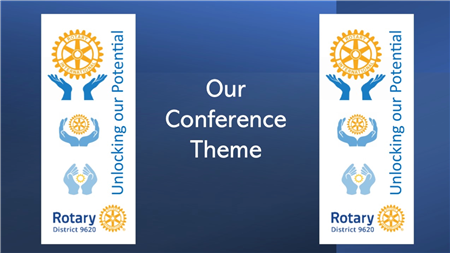 Unlocking our Potential
Rotary
District 9620
Our
Conference
Theme
Unlocking our Potential
Rotary
District 9620